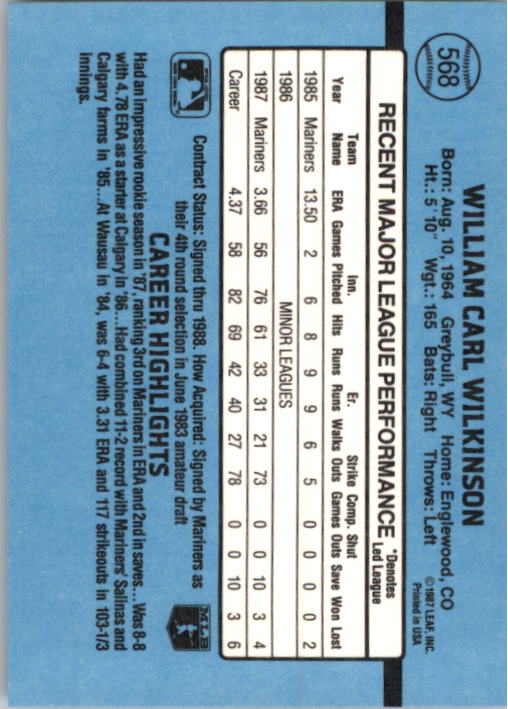 568
WILLIAM CARL WILKINSON
Born: Aug. 10, 1964 Greybull, WY Home: Englewood, CO
Ht.: 5' 10" Wgt.: 165 Bats: Right Throws: Left
©1987 LEAF, INC.
Printed in USA
RECENT MAJOR LEAGUE PERFORMANCE
*Denotes
Led League
Team Inn. Er. Strike Comp. Shut
Year Name ERA Games Pitched Hits Runs Runs Walks Outs Games Outs Save Won Lost
1985 Mariners 13.50 2 6 8 9 9 6 5 0 0 0 0 2
1986 MINOR LEAGUES
1987 Mariners 3.66 56 76 61 33 31 21 73 0 0 10 3 4
Career 4.37 58 82 69 42 40 27 78 0 0 10 3 6
Contract Status: Signed thru 1988. How Acquired: Signed by Mariners as
their 4th round selection in June 1983 amateur draft
MLB
CAREER HIGHLIGHTS
Had an impressive rookie season in '87, ranking 3rd on Mariners in ERA and 2nd in saves... Was 8-8
with 4.78 ERA as a starter at Calgary in '86... Had combined 11-2 record with Mariners' Salinas and
Calgary farms in '85... At Wausau in '84, was 6-4 with 3.31 ERA and 117 strikeouts in 103-1/3
innings.